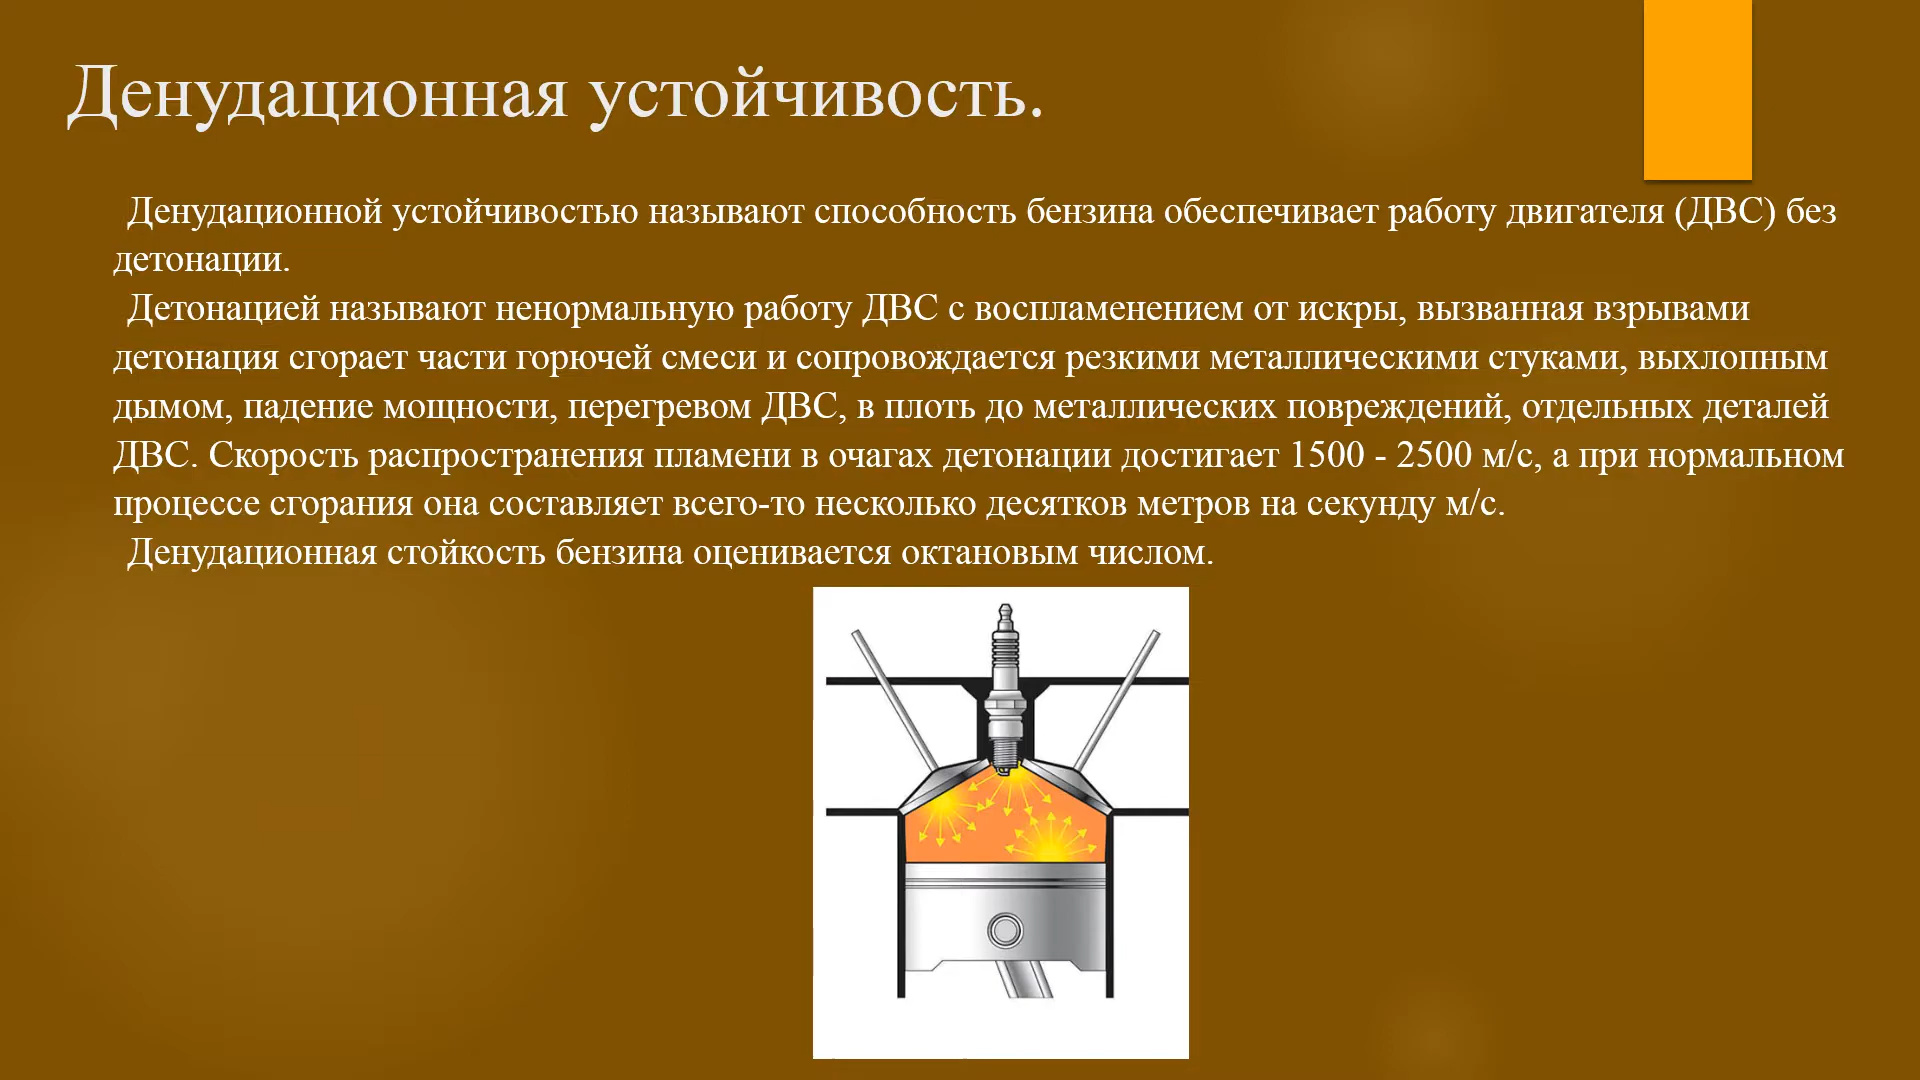 Денудационная устойчивость.
Денудационной устойчивостью называют способность бензина обеспечивает работу двигателя (ДВС) без
детонации.
Детонацией называют ненормальную работу ДВС с воспламенением от искры, вызванная взрывами
детонация сгорает части горючей смеси и сопровождается резкими металлическими стуками, выхлопным
дымом, падение мощности, перегревом ДВС, в плоть до металлических повреждений, отдельных деталей
ДВС. Скорость распространения пламени в очагах детонации достигает 1500 - 2500 м/с, а при нормальном
процессе сгорания она составляет всего-то несколько десятков метров на секунду м/с.
Денудационная стойкость бензина оценивается октановым числом.